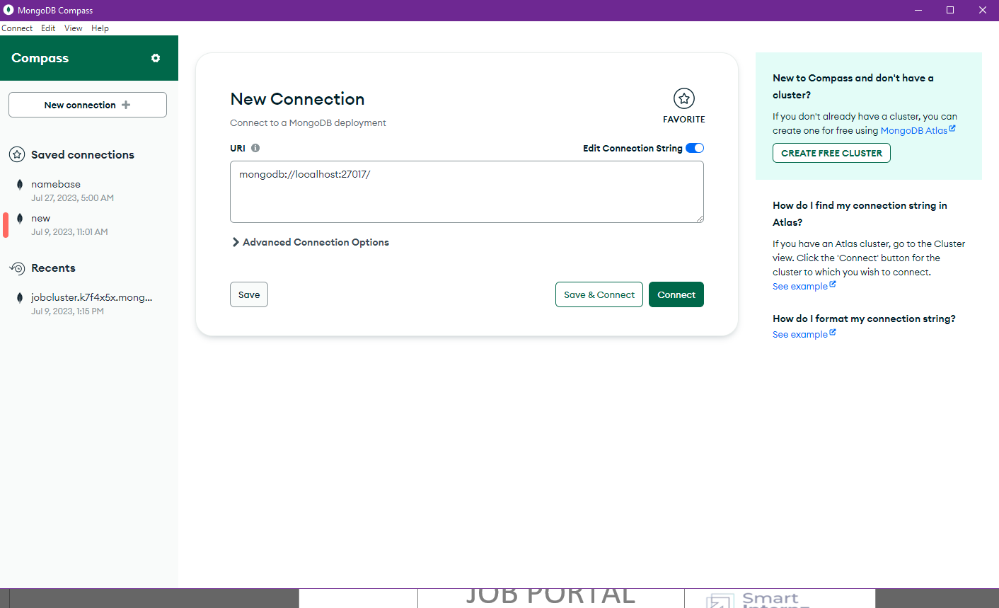 MongoDB Compass
Connect Edit View Help
Compass
New connection
Saved connections
namebase
Jul 27, 2023, 5:00 AM
new
Jul 9, 2023, 11:01 AM
Recents
jobcluster.k7f4x5x.mong...
Jul 9, 2023, 1:15 PM
New Connection
Connect to a MongoDB deployment
FAVORITE
URI
Edit Connection String
mongodb://localhost:27017/
Advanced Connection Options
Save
Save & Connect
Connect
New to Compass and don't have a
cluster?
If you don't already have a cluster, you can
create one for free using MongoDB Atlas
CREATE FREE CLUSTER
How do I find my connection string in
Atlas?
If you have an Atlas cluster, go to the Cluster
view. Click the 'Connect' button for the
cluster to which you wish to connect.
See example
How do I format my connection string?
See example
JOB PORTAL
Smart